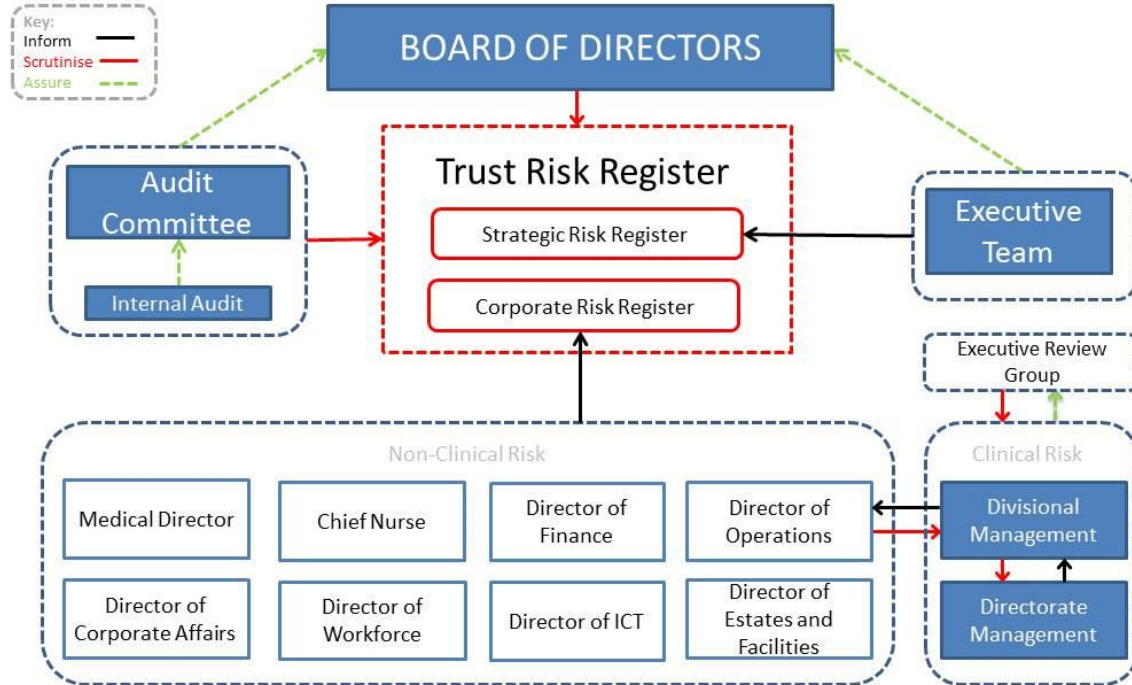 Key:
Inform
Scrutinise
Assure
BOARD OF DIRECTORS
Audit
Committee
Internal Audit
Trust Risk Register
Strategic Risk Register
Corporate Risk Register
Executive
Team
Executive Review
Group
Non-Clinical Risk
Medical Director
Chief Nurse
Director of
Finance
Director of
Operations
Director of
Corporate Affairs
Director of
Workforce
Director of ICT
Director of
Estates and
Facilities
Clinical Risk
Divisional
Management
Directorate
Management